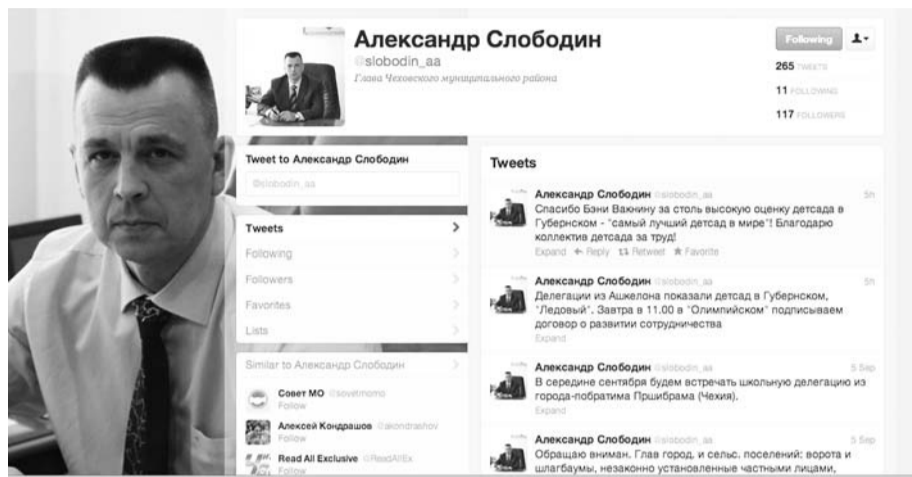 Александр Слободин
@slobodin_aa
Глава Чеховского муниципального района
Following
265 TWEETS
11 FOLLOWING
117 FOLLOWERS
Tweet to Александр Слободин
@slobodin_aa
Tweets
Following
Followers
Favorites
Lists
Similar to Александр Слободин
Совет МО @sovetmomo
Follow
Алексей Кондрашов @akondrashov
Follow
Read All Exclusive @ReadAllEx
Follow
Tweets
Александр Слободин @slobodin_aa 5h
Спасибо Бэни Вакнину за столь высокую оценку детсада в
Губернском - "самый лучший детсад в мире"! Благодарю
коллектив детсада за труд!
Expand Reply Retweet Favorite
Александр Слободин @slobodin_aa 5h
Делегации из Ашкелона показали детсад в Губернском,
"Ледовый". Завтра в 11.00 в "Олимпийском" подписываем
договор о развитии сотрудничества
Expand
Александр Слободин @slobodin_aa 5 Sep
В середине сентября будем встречать школьную делегацию из
города-побратима Пршибрама (Чехия).
Expand
Александр Слободин @slobodin_aa 5 Sep
Обращаю вниман. Глав город. и сельс. поселений: ворота и
шлагбаумы, незаконно установленные частными лицами,